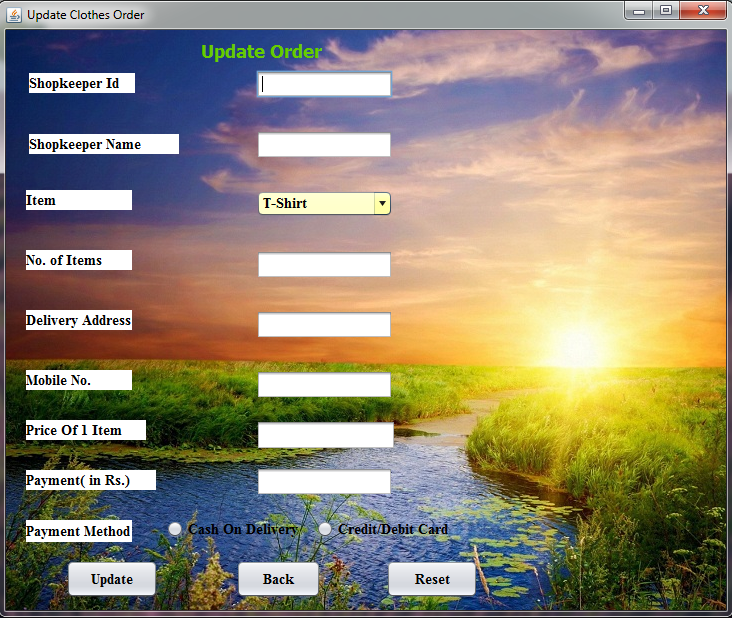 Update Clothes Order
Update Order
Shopkeeper Id
Shopkeeper Name
Item
T-Shirt
No. of Items
Delivery Address
Mobile No.
Price Of 1 Item
Payment( in Rs.)
Payment Method
Cash On Delivery
Credit/Debit Card
Update
Back
Reset